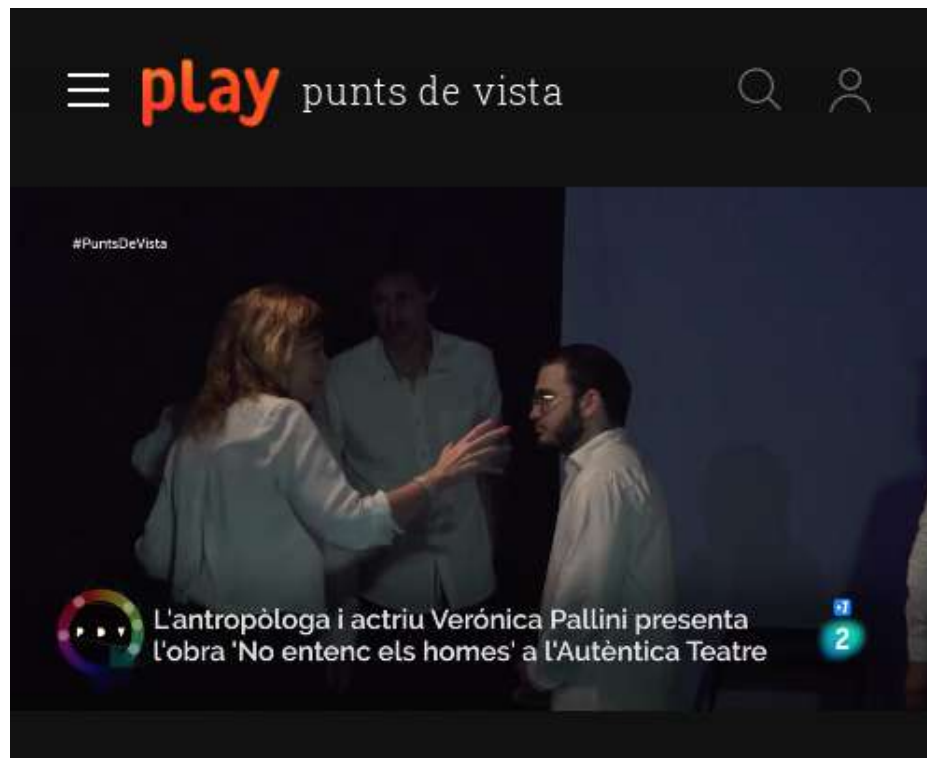 play punts de vista
#PuntsDeVista
L'antropòloga i actriu Verónica Pallini presenta
l'obra 'No entenc els homes' a l'Autèntica Teatre
PDV
2